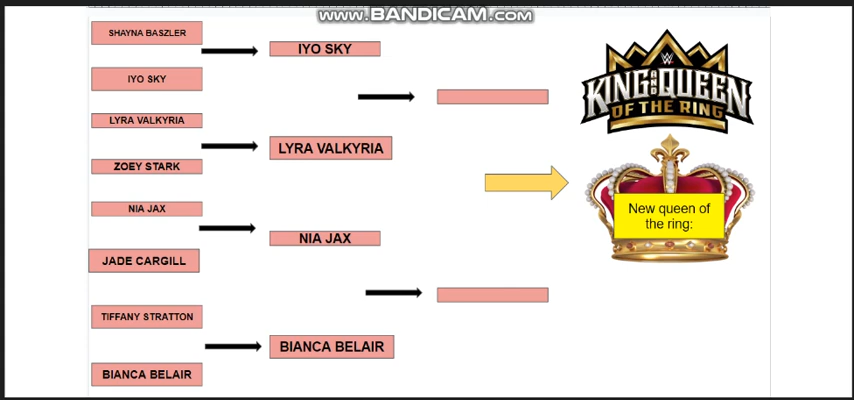 www.BANDICAM.com
SHAYNA BASZLER
IYO SKY
LYRA VALKYRIA
ZOEY STARK
NIA JAX
JADE CARGILL
TIFFANY STRATTON
BIANCA BELAIR
IYO SKY
LYRA VALKYRIA
NIA JAX
BIANCA BELAIR
W
KING AND QUEEN
OF THE RING
New queen of
the ring: